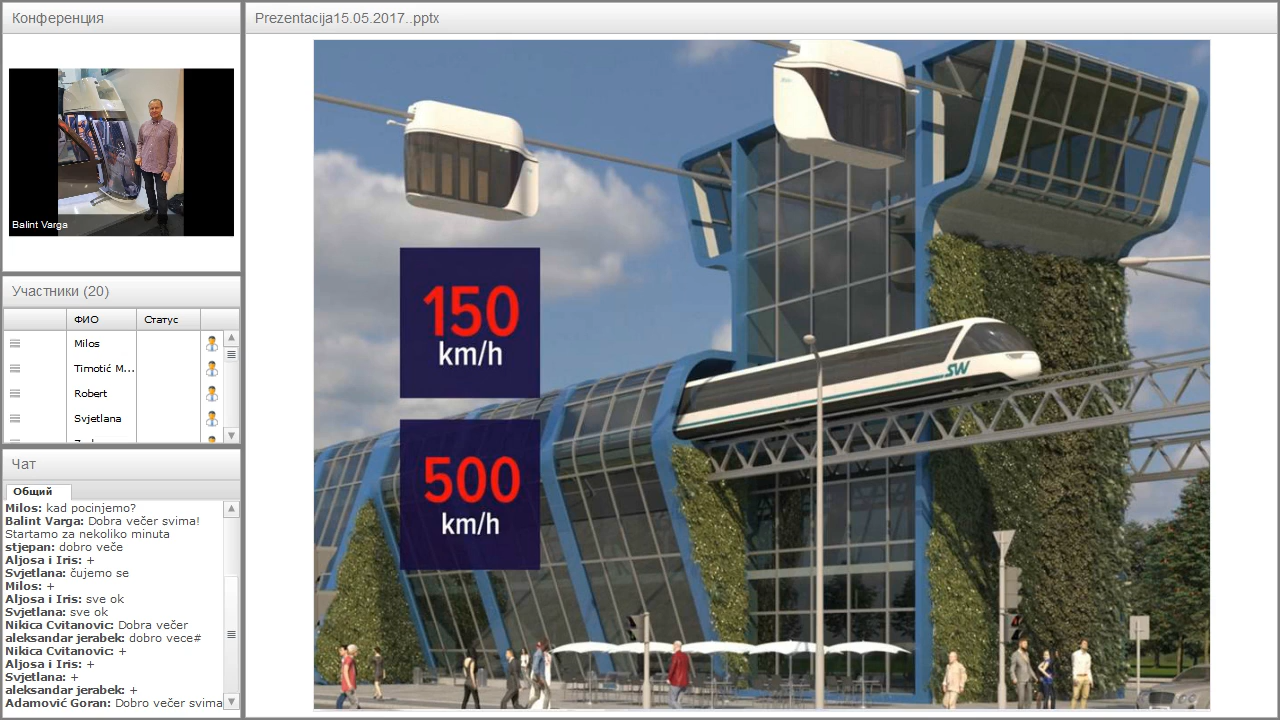 Конференция
Balint Varga
Участники (20)
ФИО Статус
Milos
Timotić M...
Robert
Svjetlana
Чат
Общий
Milos: kad pocinjemo?
Balint Varga: Dobra večer svima!
Startamo za nekoliko minuta
stjepan: dobro veče
Aljosa i Iris: +
Svjetlana: čujemo se
Milos: +
Aljosa i Iris: sve ok
Svjetlana: sve ok
Nikica Cvitanovic: Dobra večer
aleksandar jerabek: dobro vece#
Nikica Cvitanovic: +
Aljosa i Iris: +
Svjetlana: +
aleksandar jerabek: +
Adamović Goran: Dobra večer svima
Prezentacija15.05.2017..pptx
150
km/h
500
km/h
SW